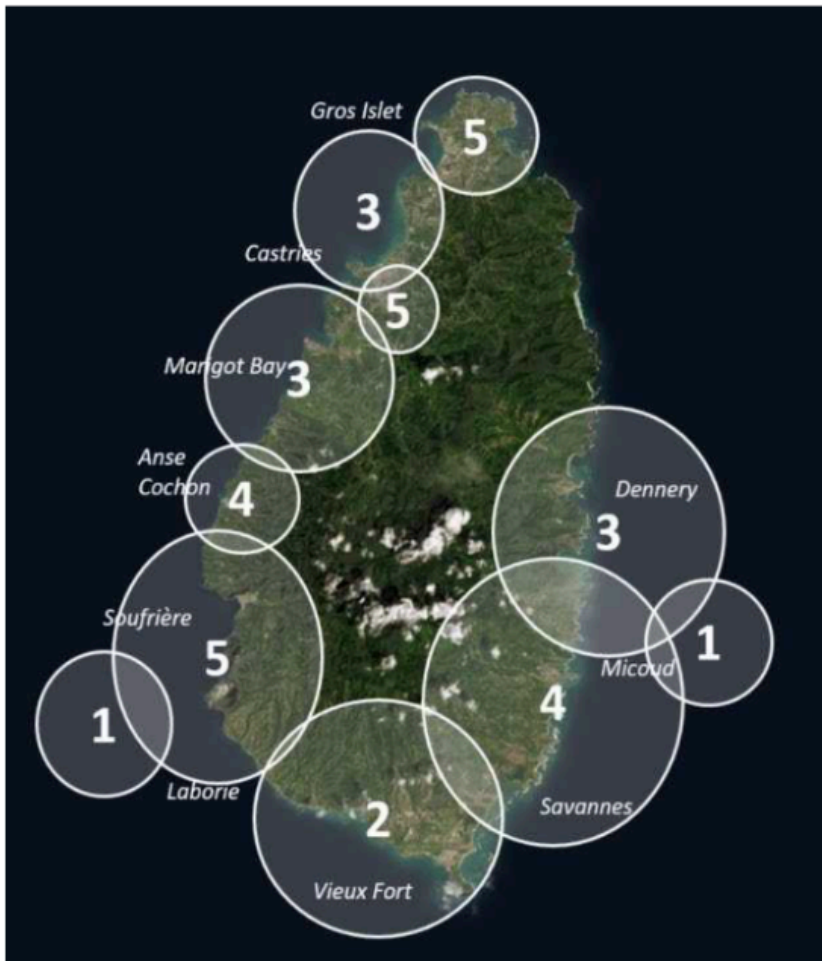 Gros Islet
5
3
Castries
5
Marigot Bay
3
Anse
Cochon
4
Dennery
3
Soufrière
5
1
Micoud
1
4
Laborie
2
Savannes
Vieux Fort